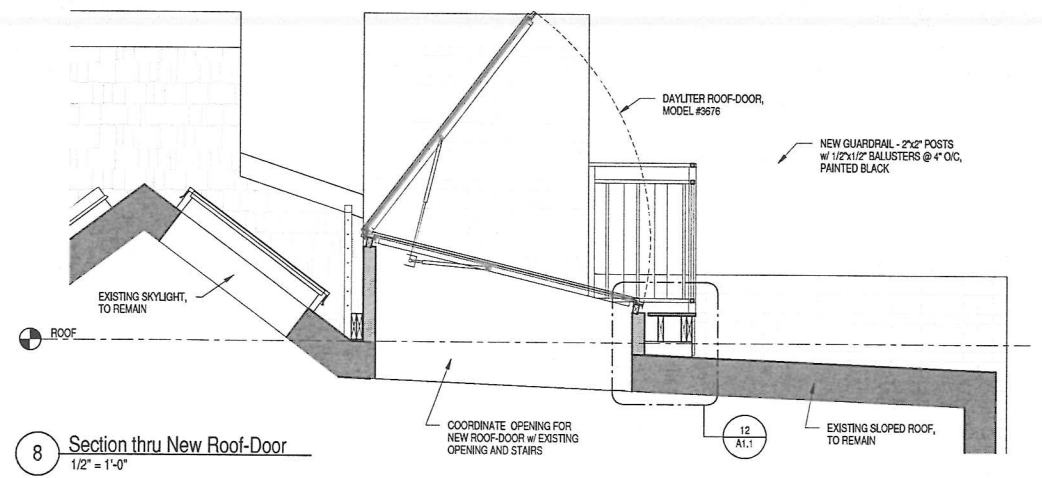 DAYLITER ROOF-DOOR,
MODEL #3676
NEW GUARDRAIL - 2"x2" POSTS
w/ 1/2"x1/2" BALUSTERS @ 4" O/C,
PAINTED BLACK
EXISTING SKYLIGHT,
TO REMAIN
ROOF
COORDINATE OPENING FOR
NEW ROOF-DOOR w/ EXISTING
OPENING AND STAIRS
12
A1.1
EXISTING SLOPED ROOF,
TO REMAIN
8
Section thru New Roof-Door
1/2" = 1'-0"